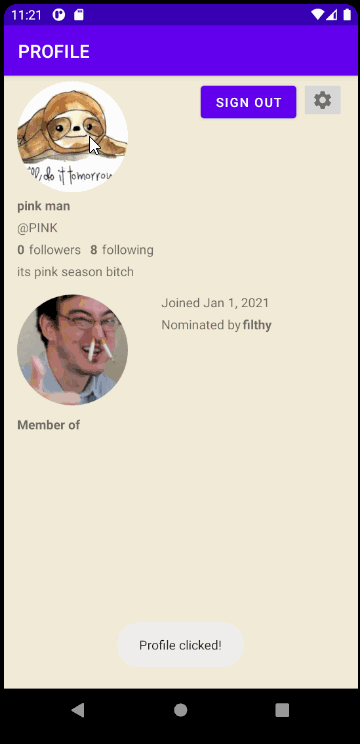 11:21
PROFILE
SIGN OUT
do it tomorrow
pink man
@PINK
0 followers 8 following
its pink season bitch
Joined Jan 1, 2021
Nominated by filthy
Member of
Profile clicked!